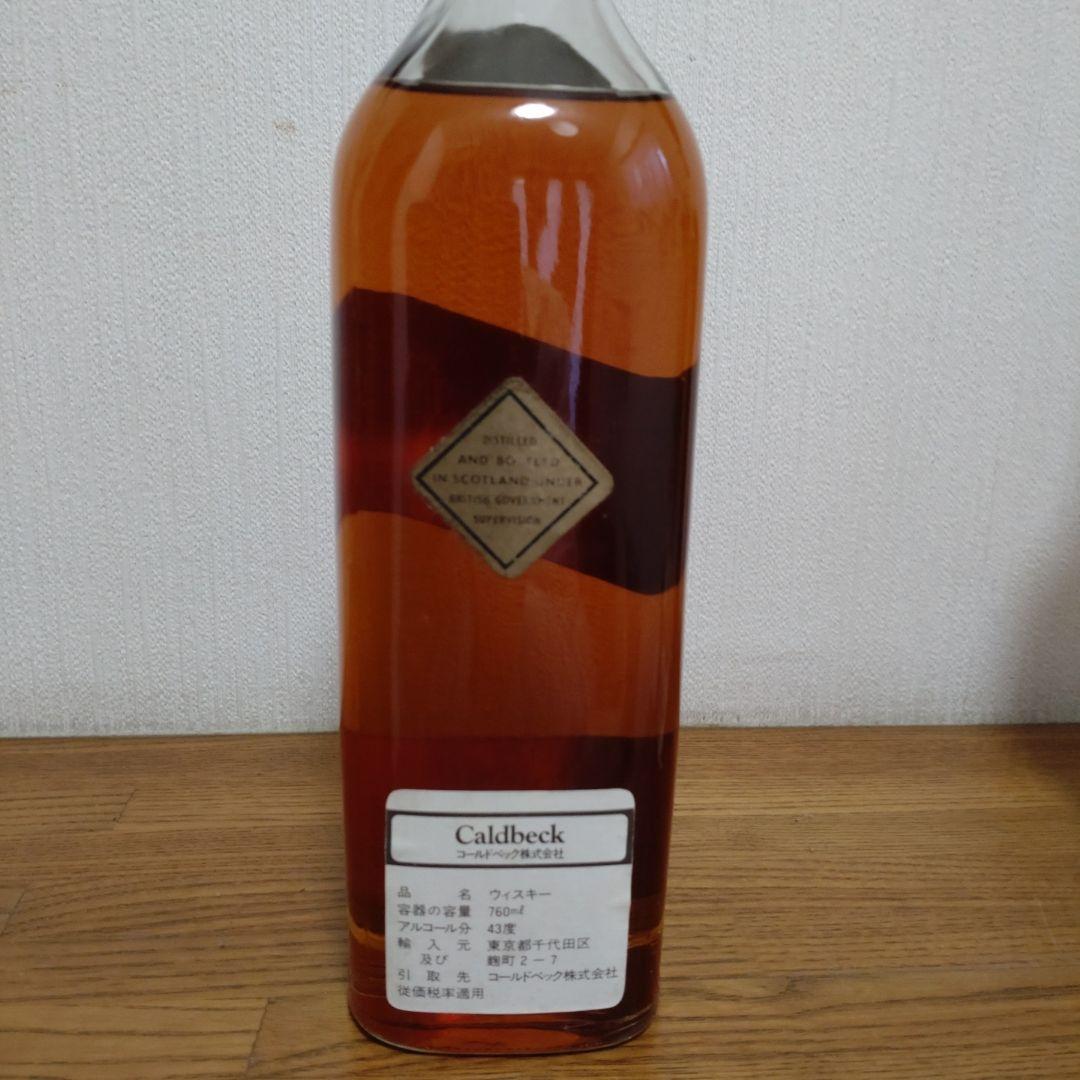 DISTILLED
AND BOTTLED
IN SCOTLAND UNDER
BRITISH GOVERNMENT
SUPERVISION
Caldbeck
コールドベック株式会社
品 名 ウィスキー
容器の容量 760mℓ
アルコール分 43度
輸入元 東京都千代田区
及び 麹町2-7
引取先 コールドベック株式会社
従価税率適用